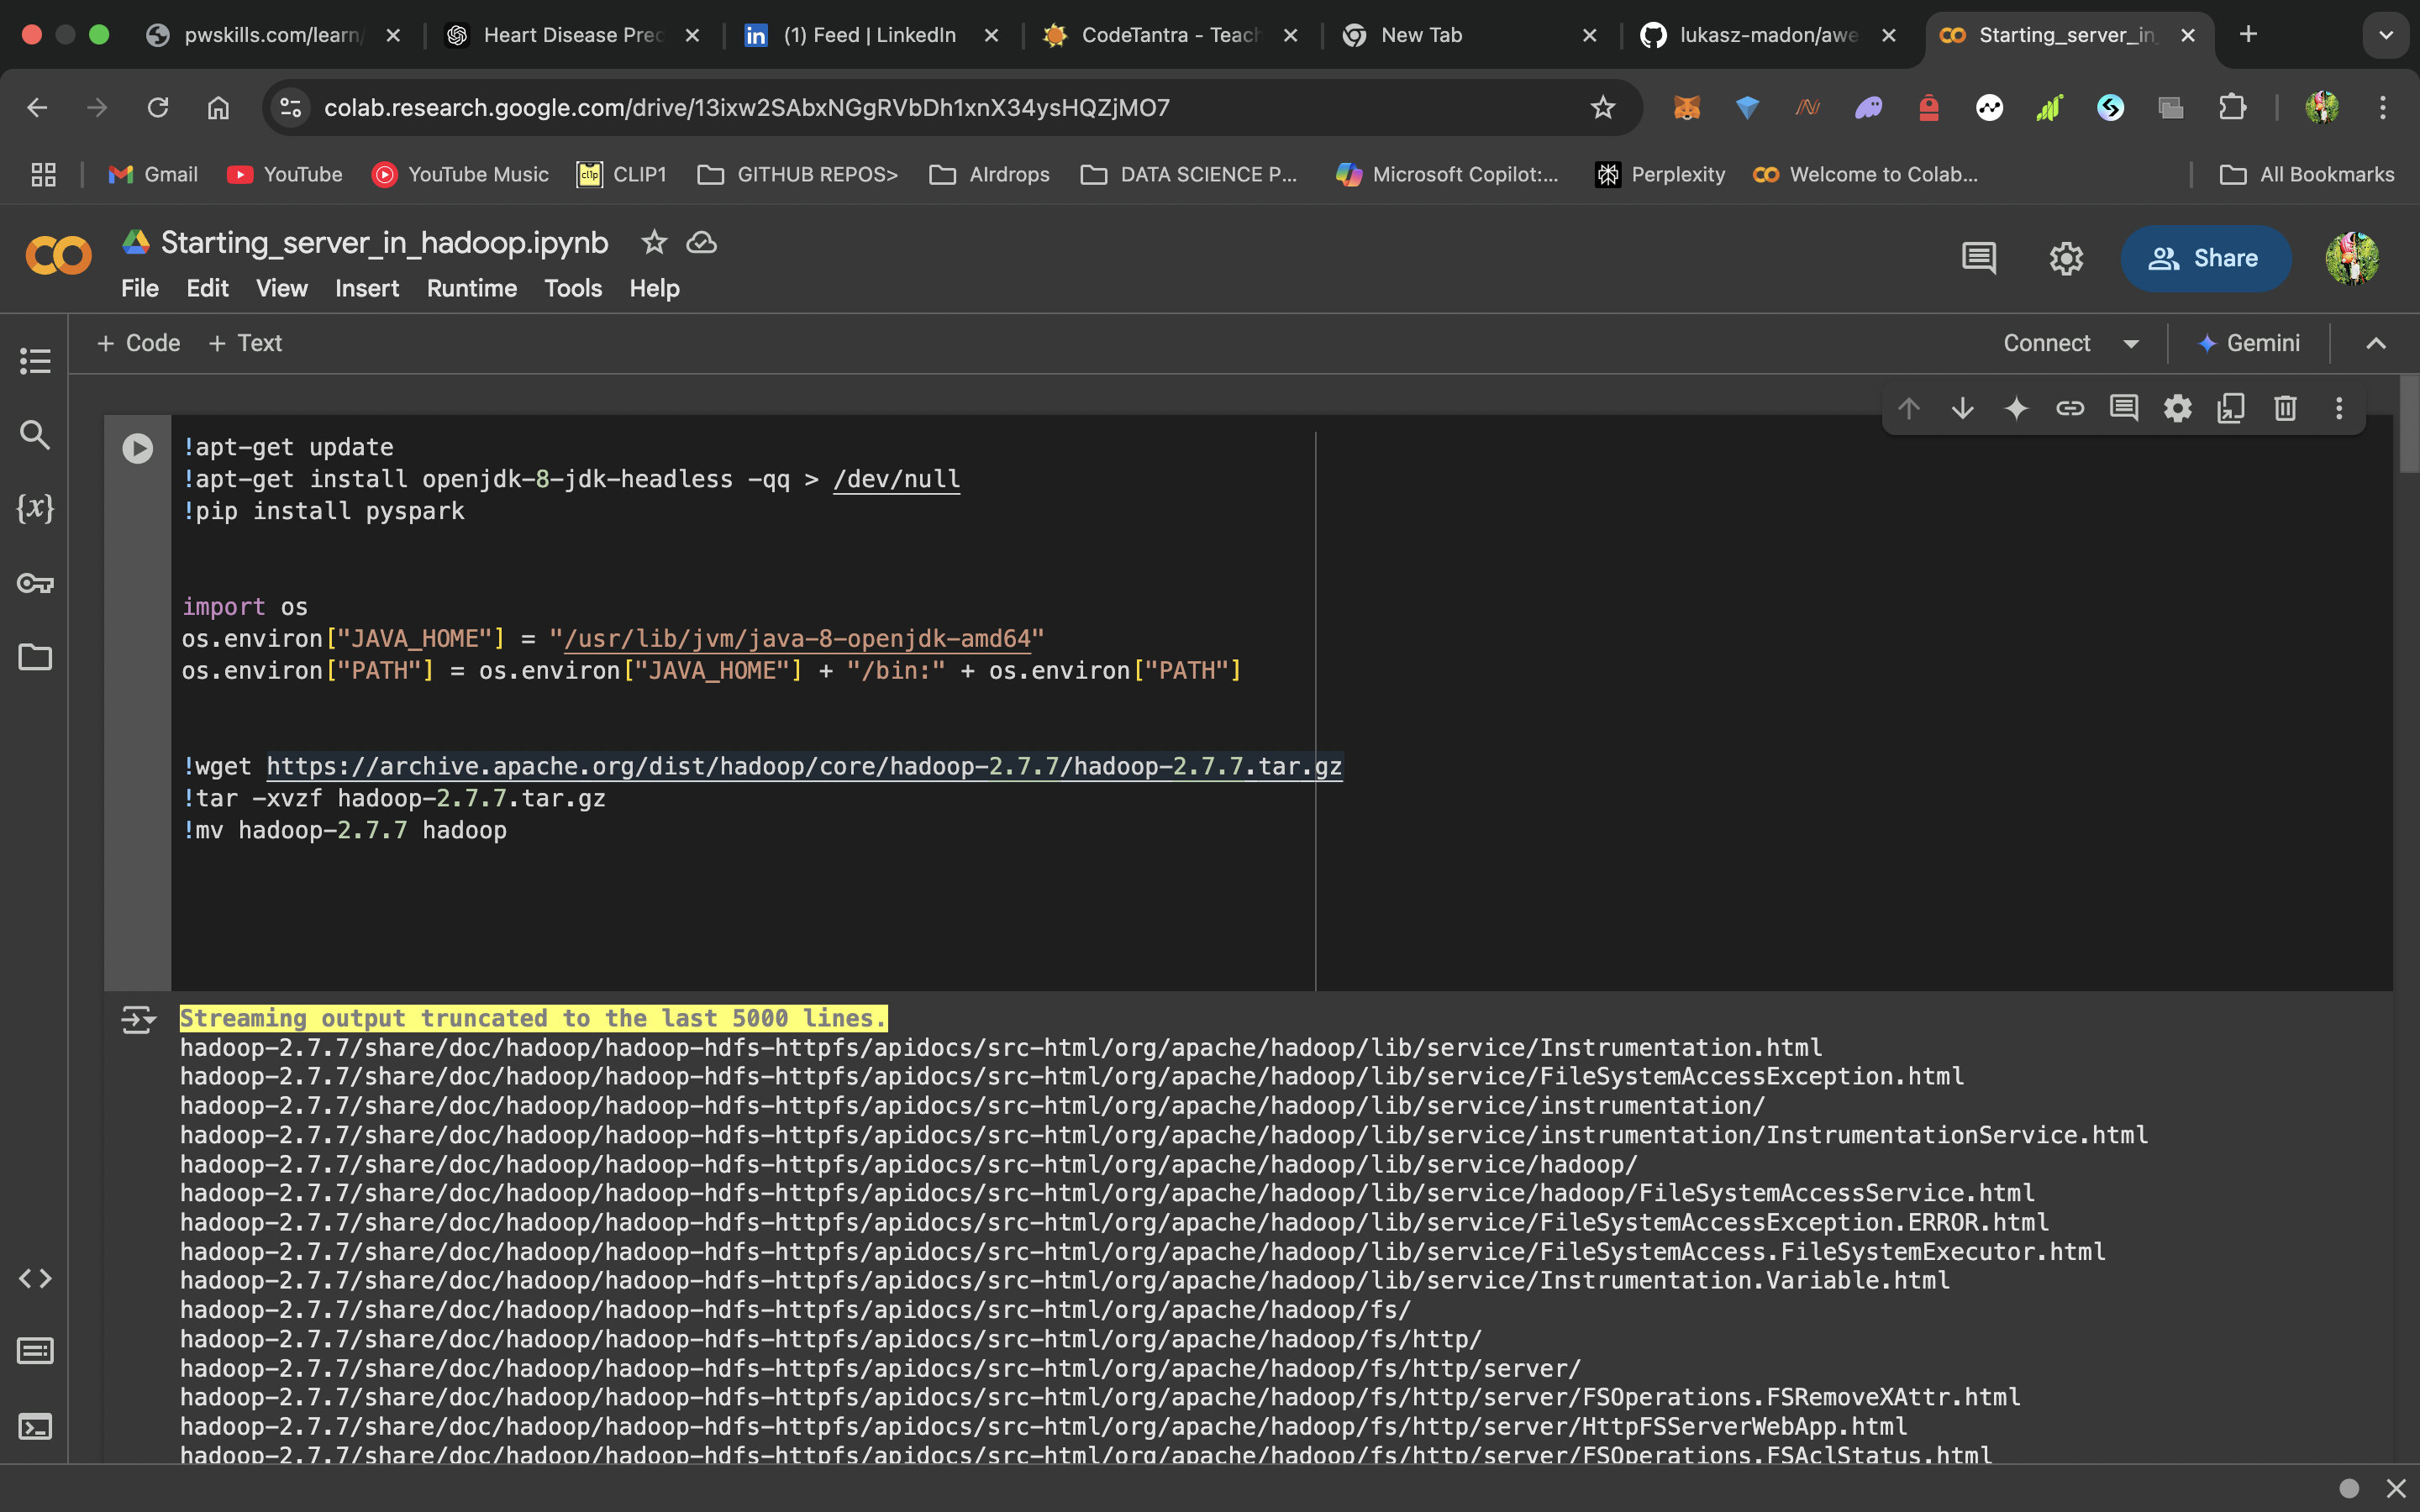 pwskills.com/learn/
Heart Disease Prec
(1) Feed | LinkedIn
CodeTantra - Teach
New Tab
lukasz-madon/awe
Starting_server_in_
colab.research.google.com/drive/13ixw2SAbxNGgRVbDh1xnX34ysHQZjMO7
Gmail
YouTube
YouTube Music
CLIP1
GITHUB REPOS>
AIrdrops
DATA SCIENCE P...
Microsoft Copilot:...
Perplexity
Welcome to Colab...
All Bookmarks
Starting_server_in_hadoop.ipynb
File Edit View Insert Runtime Tools Help
Share
+ Code + Text
Connect
Gemini
!apt-get update
!apt-get install openjdk-8-jdk-headless -qq > /dev/null
!pip install pyspark
import os
os.environ["JAVA_HOME"] = "/usr/lib/jvm/java-8-openjdk-amd64"
os.environ["PATH"] = os.environ["JAVA_HOME"] + "/bin:" + os.environ["PATH"]
!wget https://archive.apache.org/dist/hadoop/core/hadoop-2.7.7/hadoop-2.7.7.tar.gz
!tar -xvzf hadoop-2.7.7.tar.gz
!mv hadoop-2.7.7 hadoop
Streaming output truncated to the last 5000 lines.
hadoop-2.7.7/share/doc/hadoop/hadoop-hdfs-httpfs/apidocs/src-html/org/apache/hadoop/lib/service/Instrumentation.html
hadoop-2.7.7/share/doc/hadoop/hadoop-hdfs-httpfs/apidocs/src-html/org/apache/hadoop/lib/service/FileSystemAccessException.html
hadoop-2.7.7/share/doc/hadoop/hadoop-hdfs-httpfs/apidocs/src-html/org/apache/hadoop/lib/service/instrumentation/
hadoop-2.7.7/share/doc/hadoop/hadoop-hdfs-httpfs/apidocs/src-html/org/apache/hadoop/lib/service/instrumentation/InstrumentationService.html
hadoop-2.7.7/share/doc/hadoop/hadoop-hdfs-httpfs/apidocs/src-html/org/apache/hadoop/lib/service/hadoop/
hadoop-2.7.7/share/doc/hadoop/hadoop-hdfs-httpfs/apidocs/src-html/org/apache/hadoop/lib/service/hadoop/FileSystemAccessService.html
hadoop-2.7.7/share/doc/hadoop/hadoop-hdfs-httpfs/apidocs/src-html/org/apache/hadoop/lib/service/FileSystemAccessException.ERROR.html
hadoop-2.7.7/share/doc/hadoop/hadoop-hdfs-httpfs/apidocs/src-html/org/apache/hadoop/lib/service/FileSystemAccess.FileSystemExecutor.html
hadoop-2.7.7/share/doc/hadoop/hadoop-hdfs-httpfs/apidocs/src-html/org/apache/hadoop/lib/service/Instrumentation.Variable.html
hadoop-2.7.7/share/doc/hadoop/hadoop-hdfs-httpfs/apidocs/src-html/org/apache/hadoop/fs/
hadoop-2.7.7/share/doc/hadoop/hadoop-hdfs-httpfs/apidocs/src-html/org/apache/hadoop/fs/http/
hadoop-2.7.7/share/doc/hadoop/hadoop-hdfs-httpfs/apidocs/src-html/org/apache/hadoop/fs/http/server/
hadoop-2.7.7/share/doc/hadoop/hadoop-hdfs-httpfs/apidocs/src-html/org/apache/hadoop/fs/http/server/FSOperations.FSRemoveXAttr.html
hadoop-2.7.7/share/doc/hadoop/hadoop-hdfs-httpfs/apidocs/src-html/org/apache/hadoop/fs/http/server/HttpFSServerWebApp.html
hadoop-2.7.7/share/doc/hadoop/hadoop-hdfs-httpfs/apidocs/src-html/org/apache/hadoop/fs/http/server/FSOperations.FSAclStatus.html